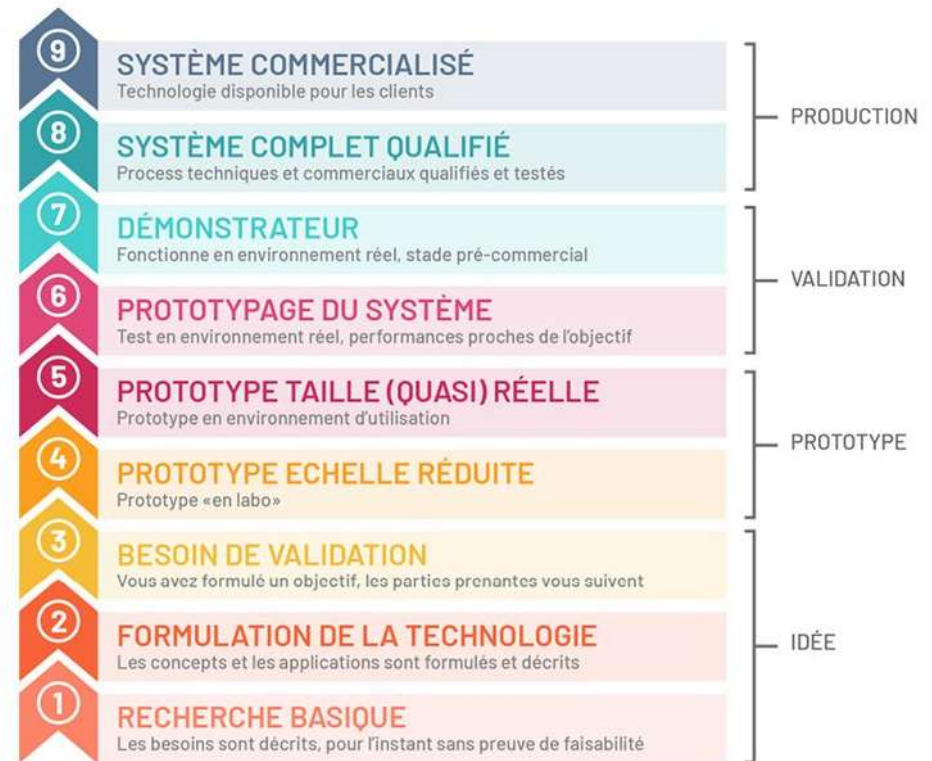 9
SYSTÈME COMMERCIALISÉ
Technologie disponible pour les clients
8
SYSTÈME COMPLET QUALIFIÉ
Process techniques et commerciaux qualifiés et testés
PRODUCTION
7
DÉMONSTRATEUR
Fonctionne en environnement réel, stade pré-commercial
6
PROTOTYPAGE DU SYSTÈME
Test en environnement réel, performances proches de l'objectif
VALIDATION
5
PROTOTYPE TAILLE (QUASI) RÉELLE
Prototype en environnement d'utilisation
4
PROTOTYPE ECHELLE RÉDUITE
Prototype «en labo»
PROTOTYPE
3
BESOIN DE VALIDATION
Vous avez formulé un objectif, les parties prenantes vous suivent
2
FORMULATION DE LA TECHNOLOGIE
Les concepts et les applications sont formulés et décrits
1
RECHERCHE BASIQUE
Les besoins sont décrits, pour l'instant sans preuve de faisabilité
IDÉE